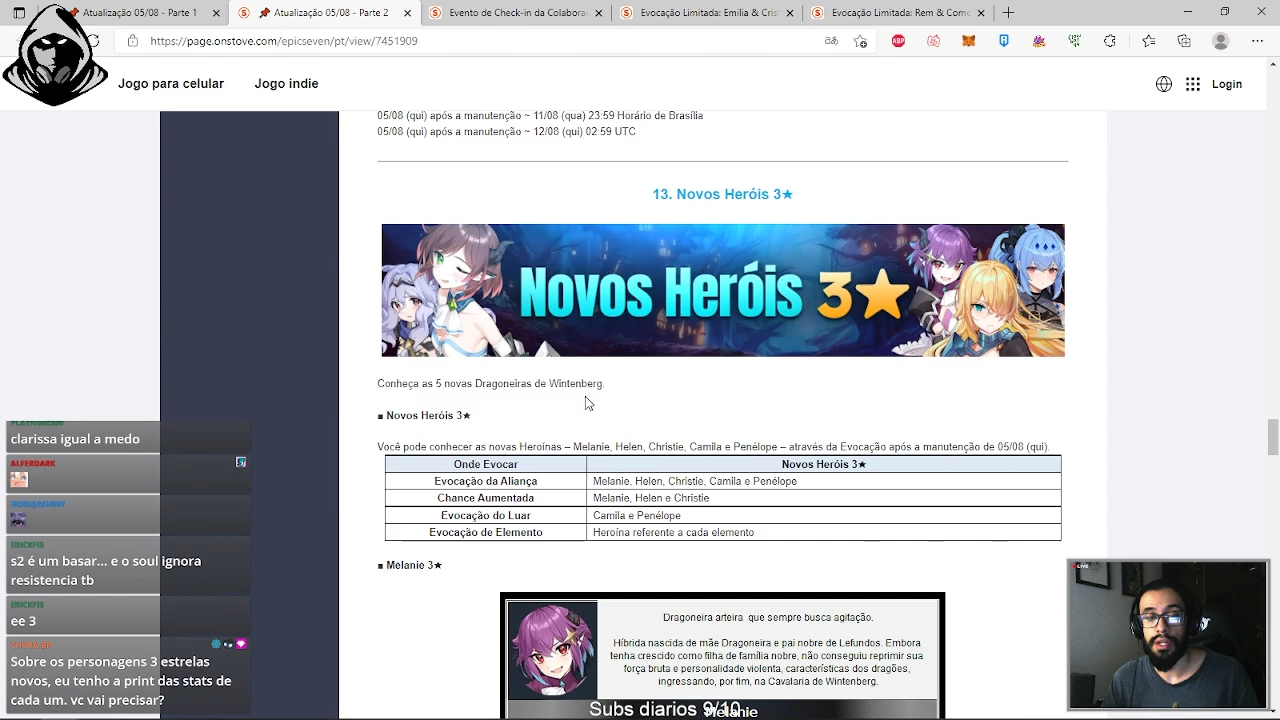 Atualização 05/08 - Parte 1
Atualização 05/08 - Parte 2
Evento de Check-in da Colabora
Evocação Limitada: Emilia & Cri
Evocação Limitada: Rem & Come
https://page.onstove.com/epicseven/pt/view/7451909
Jogo para celular
Jogo indie
Login
05/08 (qui) após a manutenção ~ 11/08 (qua) 23:59 Horário de Brasília
05/08 (qui) após a manutenção ~ 12/08 (qui) 02:59 UTC
13. Novos Heróis 3★
Novos Heróis 3★
Conheça as 5 novas Dragoneiras de Wintenberg.
■ Novos Heróis 3★
Você pode conhecer as novas Heroínas – Melanie, Helen, Christie, Camila e Penélope – através da Evocação após a manutenção de 05/08 (qui).
Onde Evocar
Novos Heróis 3★
Evocação da Aliança
Melanie, Helen, Christie, Camila e Penélope
Chance Aumentada
Melanie, Helen e Christie
Evocação do Luar
Camila e Penélope
Evocação de Elemento
Heroína referente a cada elemento
■ Melanie 3★
Dragoneira arteira que sempre busca agitação.
Híbrida nascida de mãe Dragoneira e pai nobre de Lefundos. Embora
tenha crescido como filha de família nobre, não conseguiu reprimir sua
força bruta e personalidade violenta, características dos dragões,
ingressando, por fim, na Cavalaria de Wintenberg.
Melanie
Subs diarios 9/10
clarissa igual a medo
ALFERDARK
ERICKFIS
s2 é um basar... e o soul ignora
resistencia tb
ERICKFIS
ee 3
Sobre os personagens 3 estrelas
novos, eu tenho a print das stats de
cada um. vc vai precisar?
LIVE
ABP